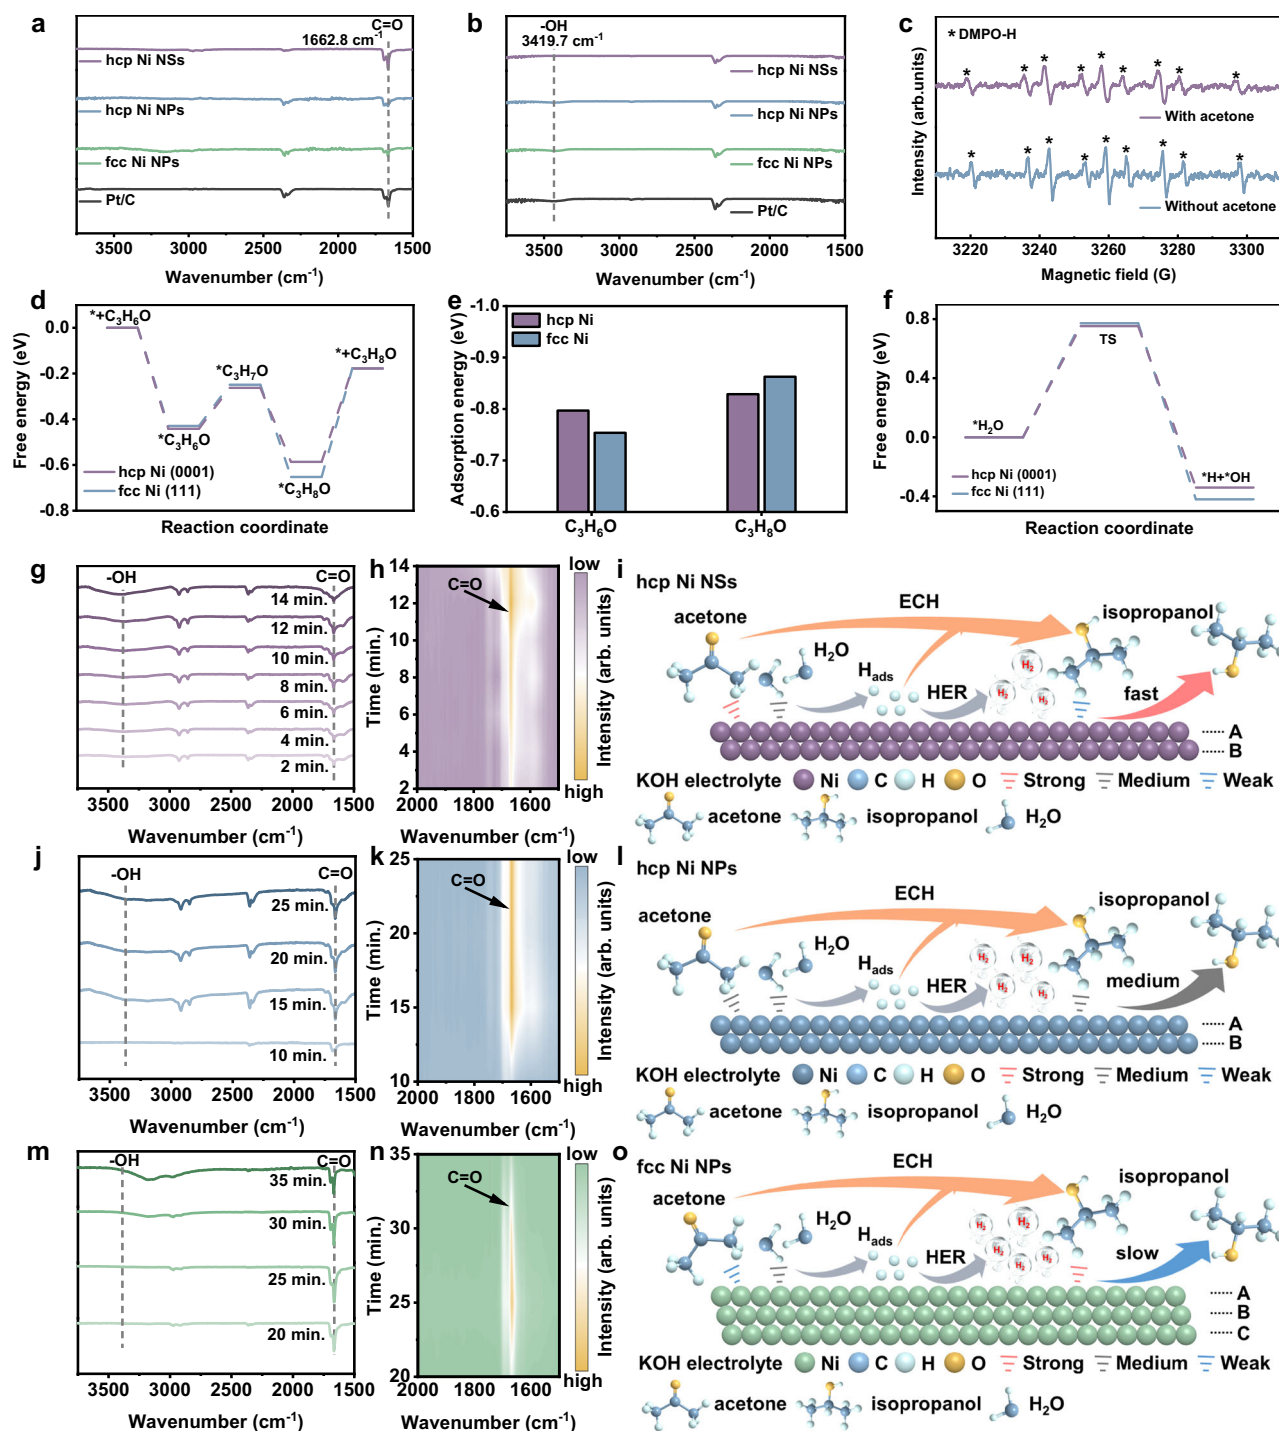 a
C=O
1662.8 cm-1
hcp Ni NSs
hcp Ni NPs
fcc Ni NPs
Pt/C
3500 3000 2500 2000 1500
Wavenumber (cm-1)
b
-OH
3419.7 cm-1
hcp Ni NSs
hcp Ni NPs
fcc Ni NPs
Pt/C
3500 3000 2500 2000 1500
Wavenumber (cm-1)
c
Intensity (arb.units)
* DMPO-H
* * * * * * * * *
With acetone
* * * * * * * * *
Without acetone
3220 3240 3260 3280 3300
Magnetic field (G)
d
Free energy (eV)
0.0
-0.2
-0.4
-0.6
-0.8
*+C3H6O
*C3H6O
*C3H7O
*C3H8O
*+C3H8O
hcp Ni (0001)
fcc Ni (111)
Reaction coordinate
e
Adsorption energy (eV)
-1.0
-0.9
-0.8
-0.7
-0.6
hcp Ni
fcc Ni
C3H6O C3H8O
f
Free energy (eV)
0.8
0.4
0.0
-0.4
*H2O
TS
*H+*OH
hcp Ni (0001)
fcc Ni (111)
Reaction coordinate
g
-OH
C=O
14 min.
12 min.
10 min.
8 min.
6 min.
4 min.
2 min.
3500 3000 2500 2000 1500
Wavenumber (cm-1)
h
Time (min.)
14
12
10
8
6
4
2
C=O
2000 1800 1600
Wavenumber (cm-1)
low
Intensity (arb. units)
high
i
hcp Ni NSs
acetone
ECH
isopropanol
H2O
Hads
HER
H2
H2
H2
fast
A
B
KOH electrolyte Ni C H O Strong Medium Weak
acetone isopropanol H2O
j
-OH
C=O
25 min.
20 min.
15 min.
10 min.
3500 3000 2500 2000 1500
Wavenumber (cm-1)
k
Time (min.)
25
20
15
10
C=O
2000 1800 1600
Wavenumber (cm-1)
low
Intensity (arb. units)
high
l
hcp Ni NPs
acetone
ECH
isopropanol
H2O
Hads
HER
H2
H2
H2
H2
medium
A
B
KOH electrolyte Ni C H O Strong Medium Weak
acetone isopropanol H2O
m
-OH
C=O
35 min.
30 min.
25 min.
20 min.
3500 3000 2500 2000 1500
Wavenumber (cm-1)
n
Time (min.)
35
30
25
20
C=O
2000 1800 1600
Wavenumber (cm-1)
low
Intensity (arb. units)
high
o
fcc Ni NPs
acetone
ECH
isopropanol
H2O
Hads
HER
H2
H2
H2
H2
H2
slow
A
B
C
KOH electrolyte Ni C H O Strong Medium Weak
acetone isopropanol H2O